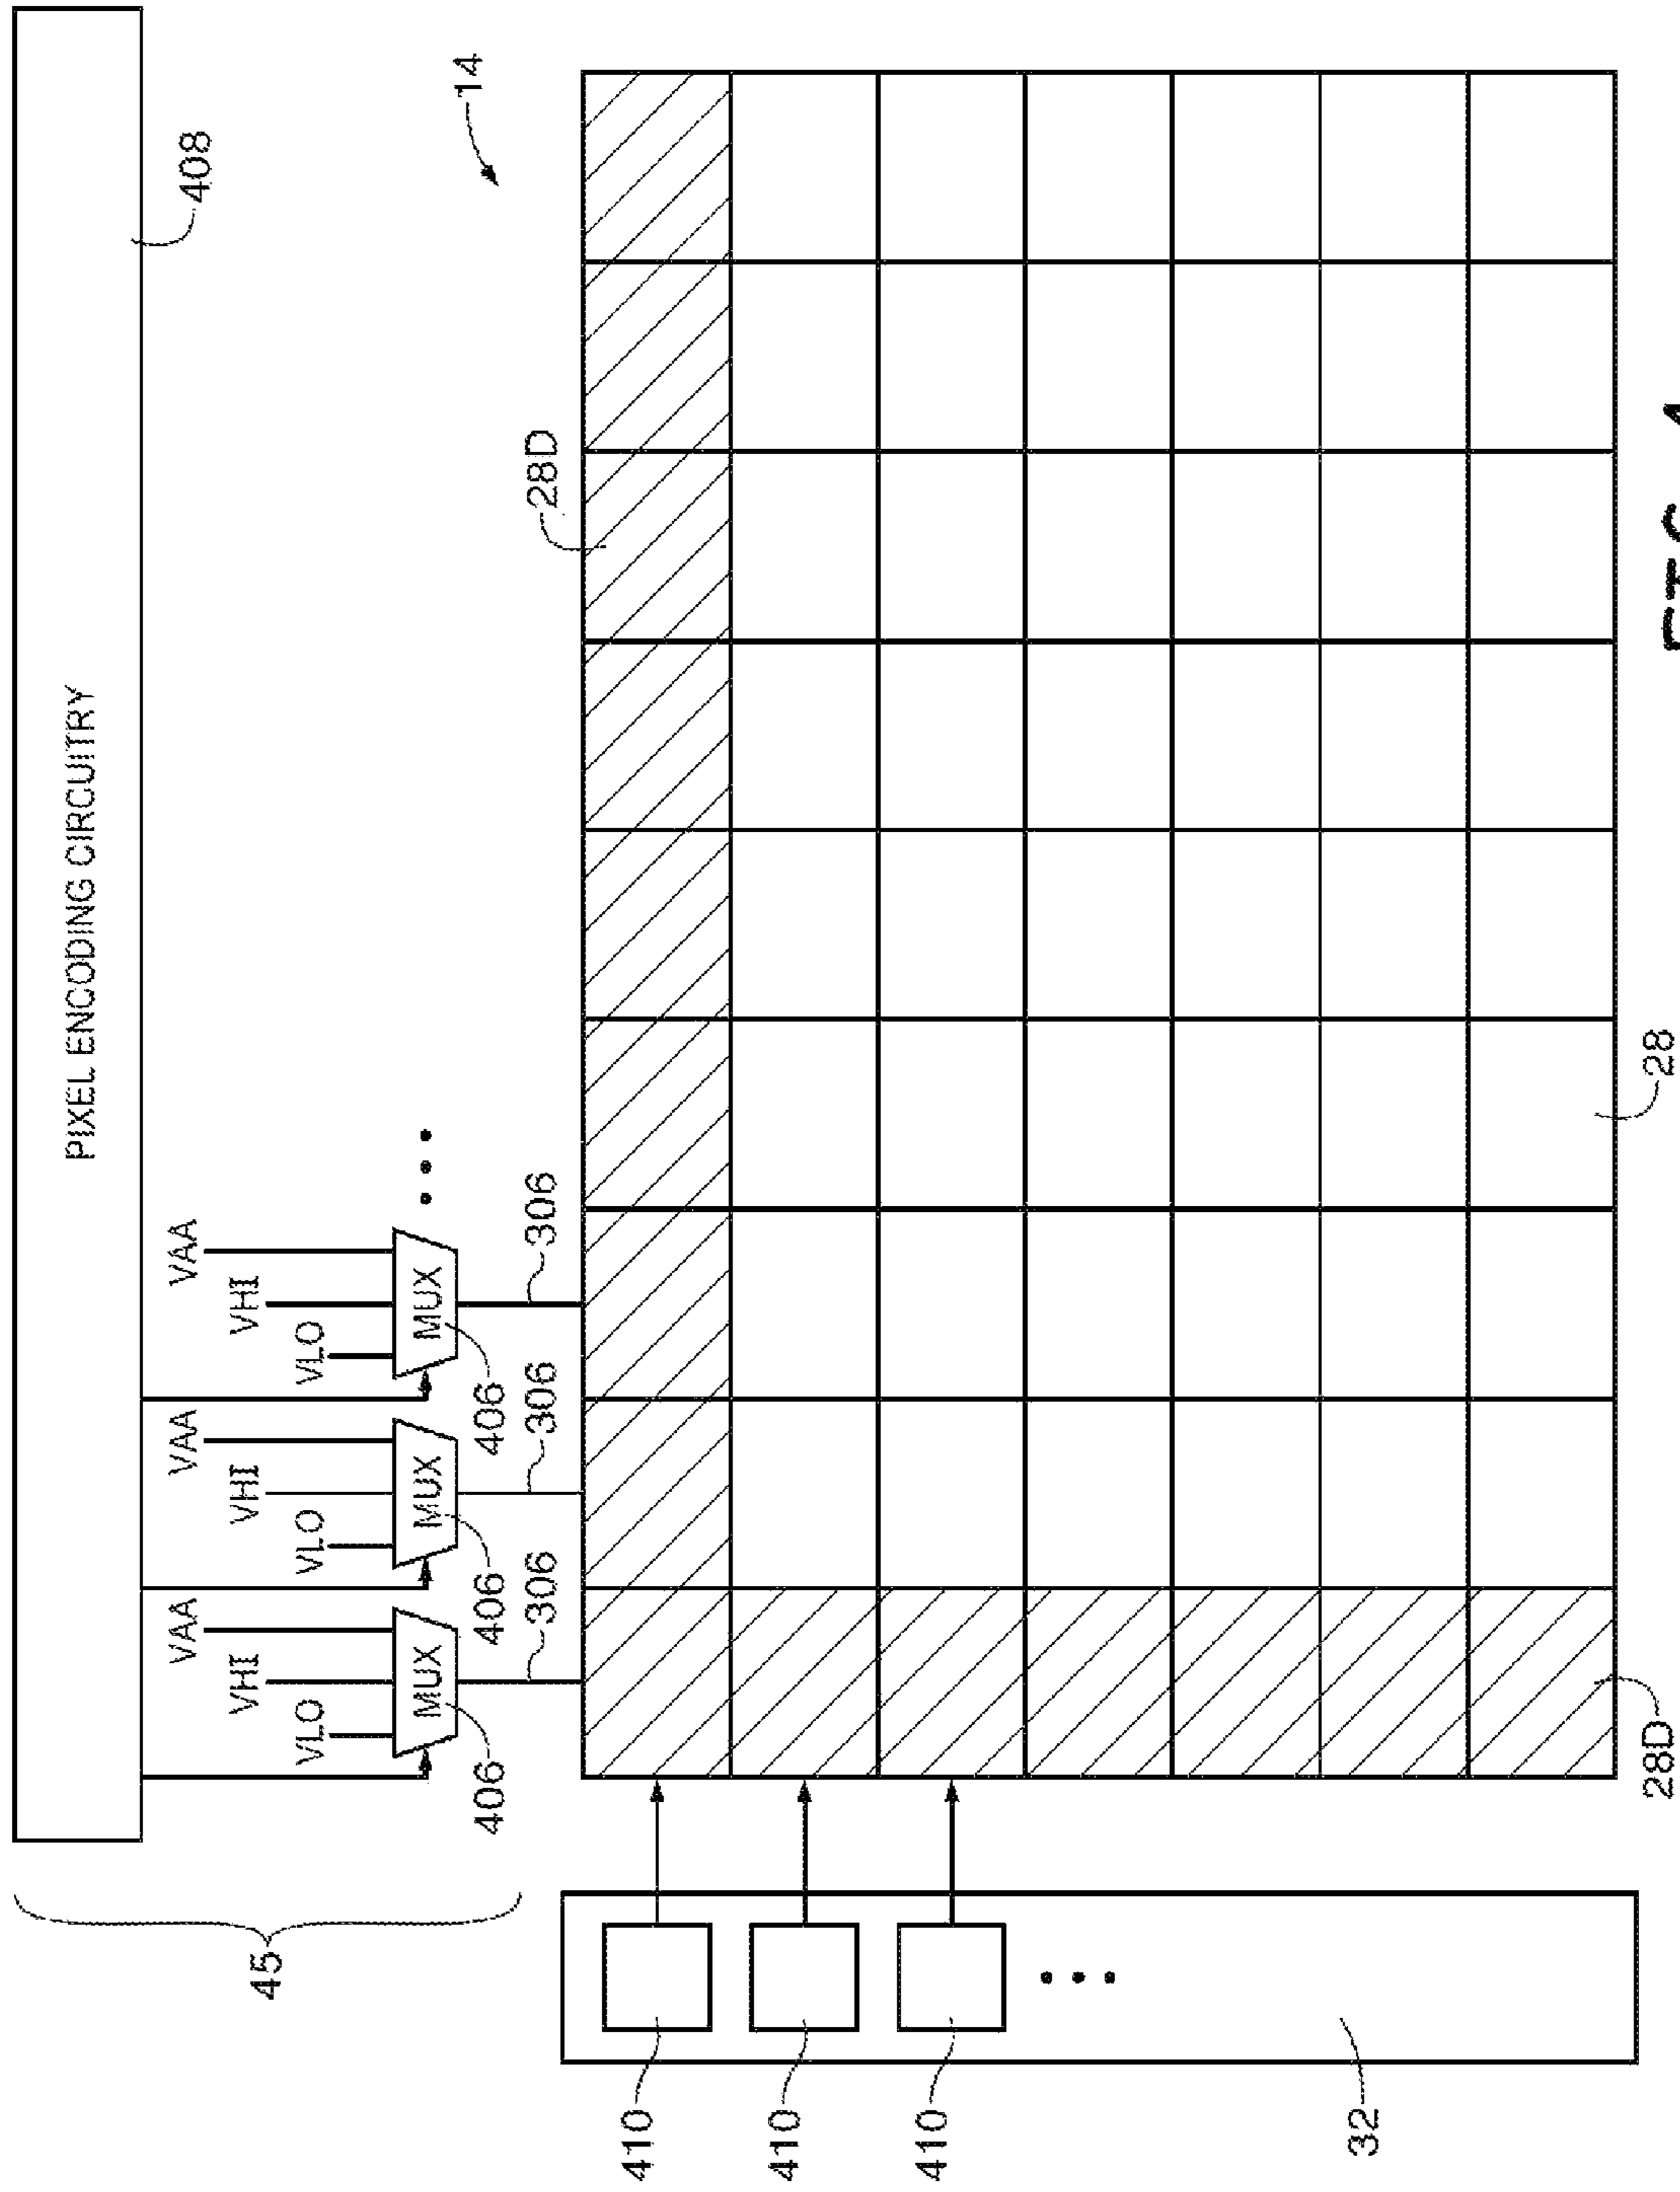 PIXEL ENCODING CIRCUITRY
408
45
VAA
VHI
VLO
MUX
406
306
VAA
VHI
VLO
MUX
406
306
VAA
VHI
VLO
MUX
406
306
• • •
14
28D
410
410
410
• • •
32
28D
28